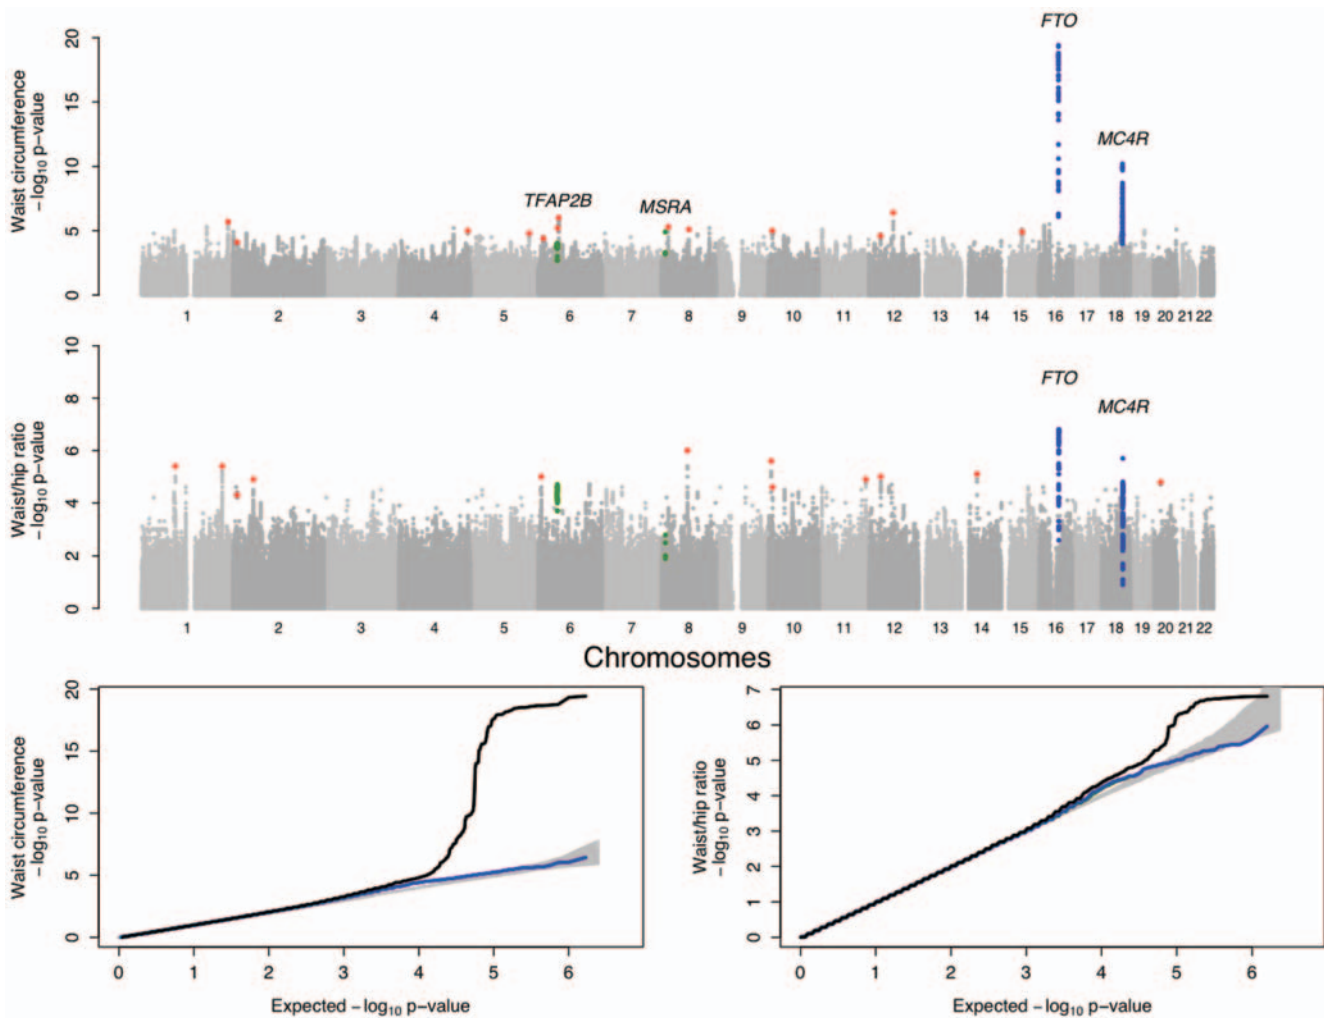 FTO
MC4R
TFAP2B
MSRA
Waist circumference
− log10 p−value
0 5 10 15 20
1 2 3 4 5 6 7 8 9 10 11 12 13 14 15 16 17 18 19 20 21 22
FTO
MC4R
Waist/hip ratio
− log10 p−value
0 2 4 6 8 10
1 2 3 4 5 6 7 8 9 10 11 12 13 14 15 16 17 18 19 20 21 22
Chromosomes
Waist circumference
− log10 p−value
0 5 10 15 20
0 1 2 3 4 5 6
Expected − log10 p−value
Waist/hip ratio
− log10 p−value
0 1 2 3 4 5 6 7
0 1 2 3 4 5 6
Expected − log10 p−value